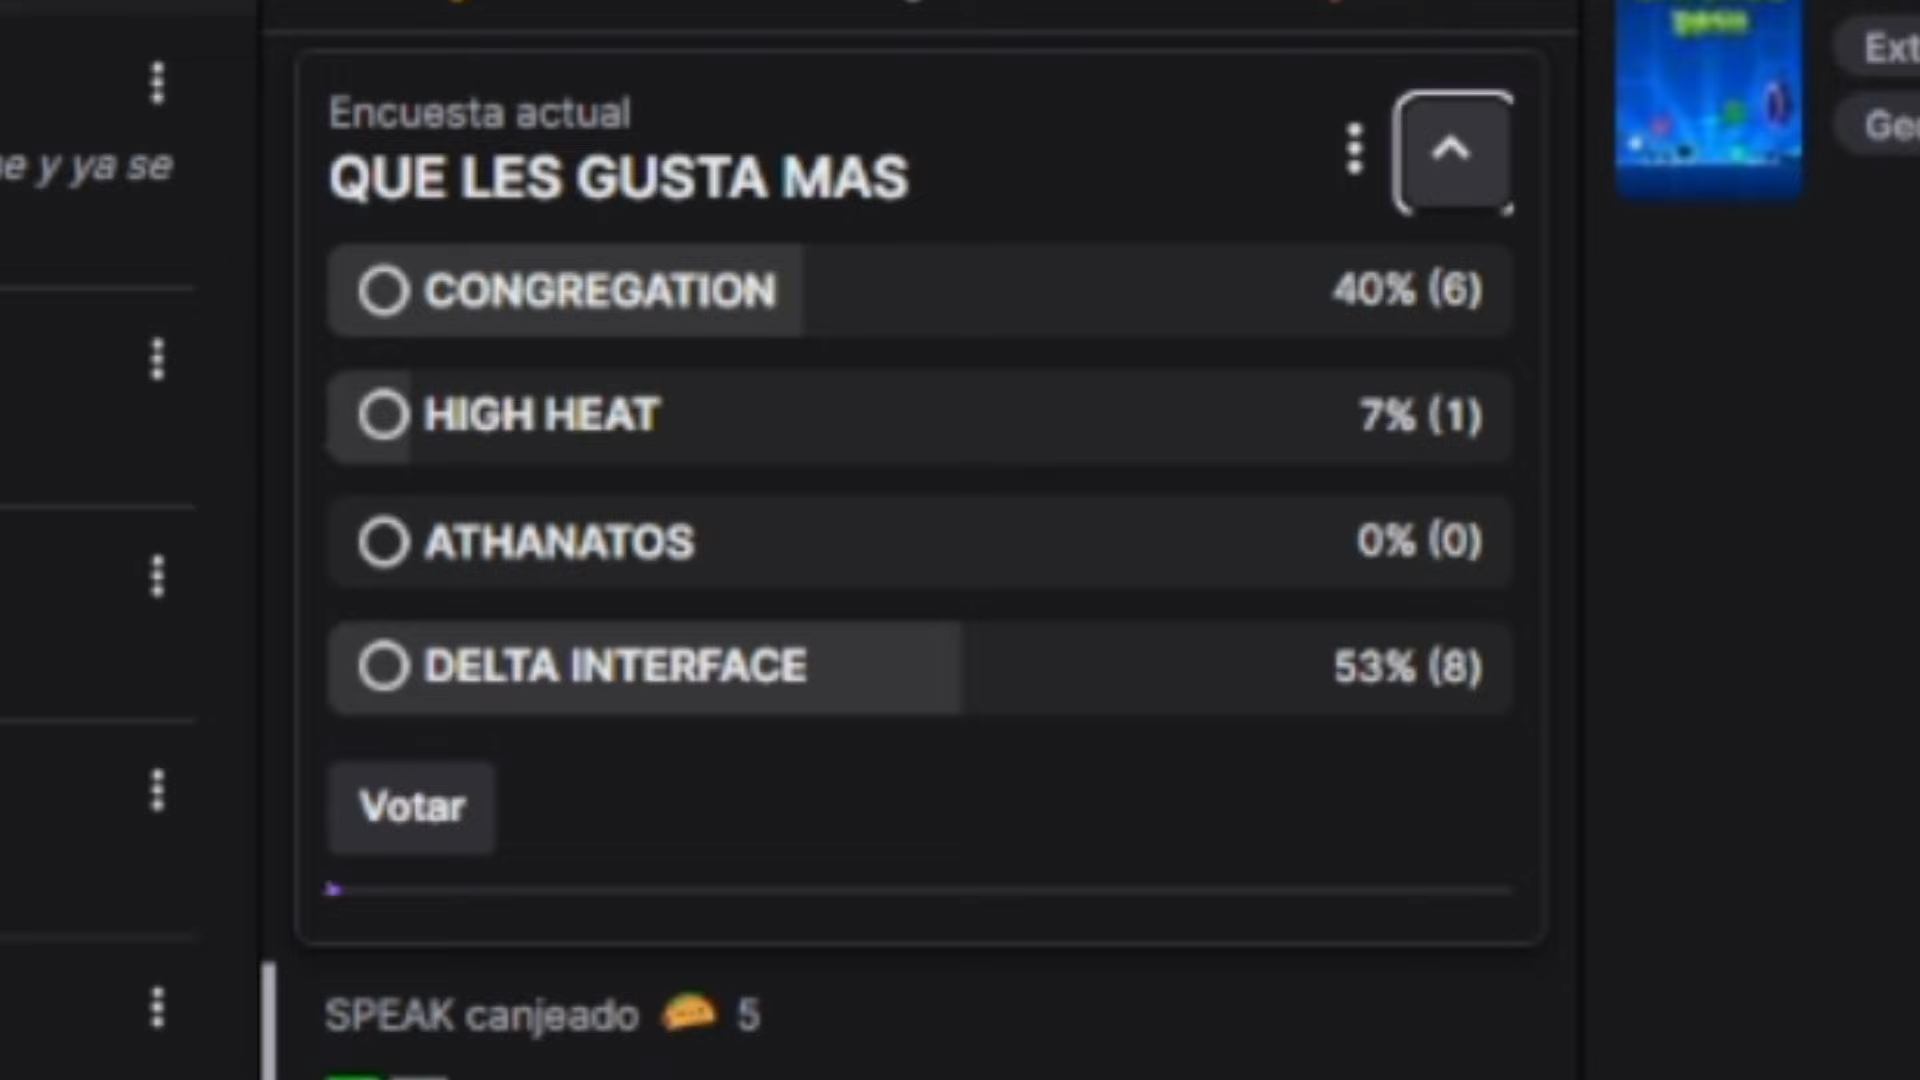 y ya se
Encuesta actual
QUE LES GUSTA MAS
CONGREGATION 40% (6)
HIGH HEAT 7% (1)
ATHANATOS 0% (0)
DELTA INTERFACE 53% (8)
Votar
SPEAK canjeado 5
Ext